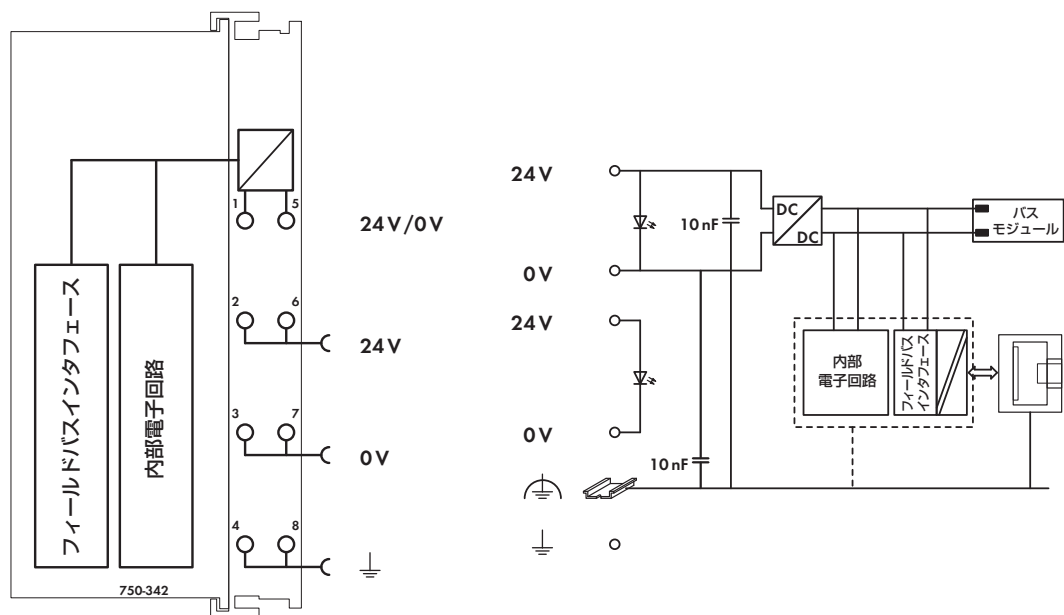 1
5
24V/0V
2
6
24V
3
7
0V
4
8
フィールドバスインタフェース
内部電子回路
750-342
24V
10nF
DC
DC
バス
モジュール
0V
24V
内部
電子回路
フィールドバス
インタフェース
0V
10nF